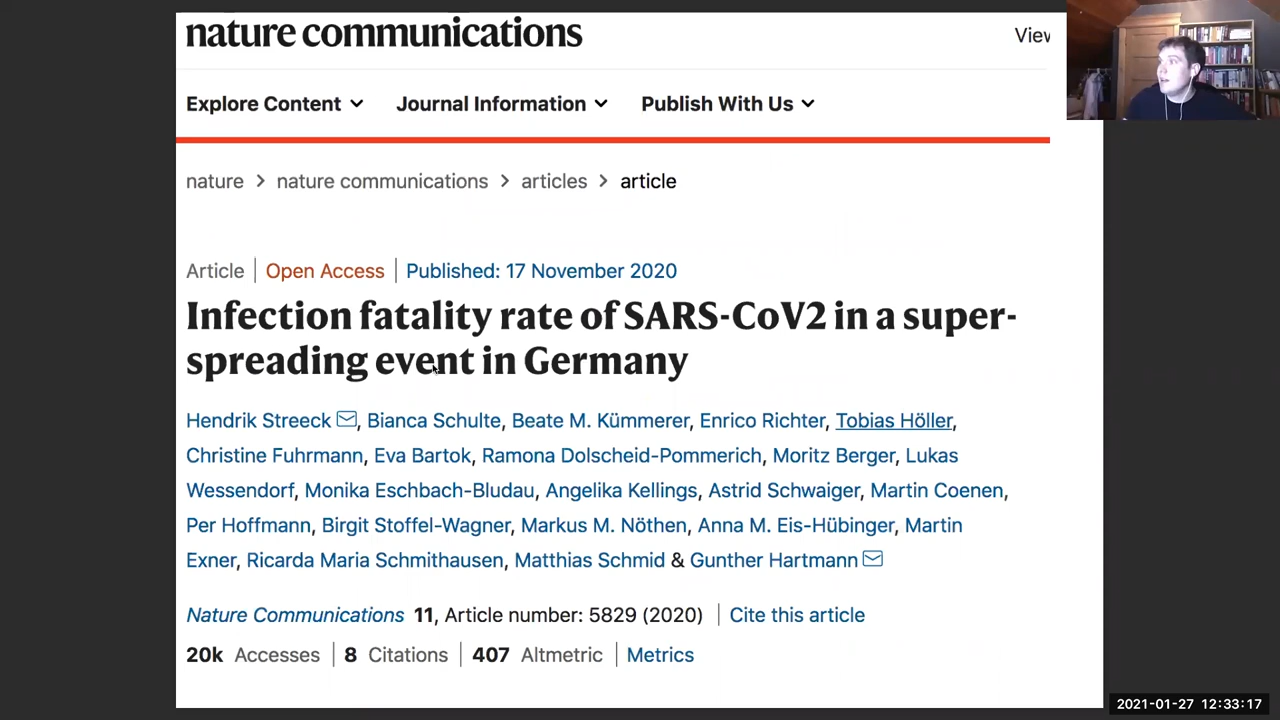 nature communications
View
Explore Content Journal Information Publish With Us
nature > nature communications > articles > article
Article | Open Access | Published: 17 November 2020
Infection fatality rate of SARS-CoV2 in a super-
spreading event in Germany
Hendrik Streeck, Bianca Schulte, Beate M. Kümmerer, Enrico Richter, Tobias Höller,
Christine Fuhrmann, Eva Bartok, Ramona Dolscheid-Pommerich, Moritz Berger, Lukas
Wessendorf, Monika Eschbach-Bludau, Angelika Kellings, Astrid Schwaiger, Martin Coenen,
Per Hoffmann, Birgit Stoffel-Wagner, Markus M. Nöthen, Anna M. Eis-Hübinger, Martin
Exner, Ricarda Maria Schmithausen, Matthias Schmid & Gunther Hartmann
Nature Communications 11, Article number: 5829 (2020) | Cite this article
20k Accesses | 8 Citations | 407 Altmetric | Metrics
2021-01-27 12:33:17